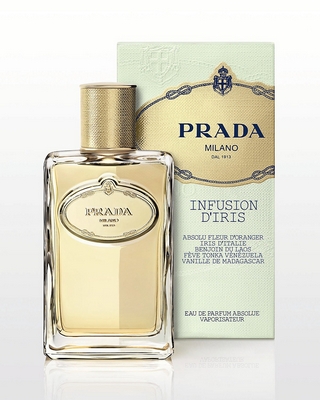 PRADA
MILANO
DAL 1913
INFUSION
D'IRIS
ABSOLU FLEUR D'ORANGER
IRIS D'ITALIE
BENJOIN DU LAOS
FÈVE TONKA VENEZUELA
VANILLE DE MADAGASCAR
EAU DE PARFUM ABSOLUE
VAPORISATEUR
PRADA
MILANO